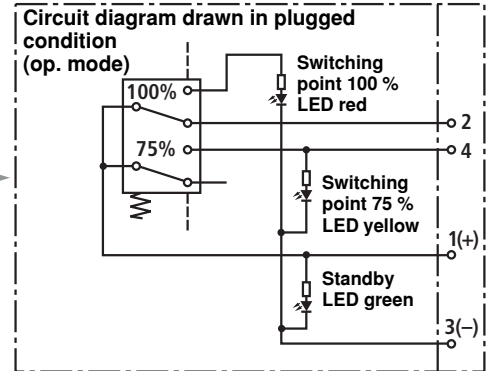 Circuit diagram drawn in plugged
condition
(op. mode)
Switching
point 100 %
LED red
100%
2
75%
4
Switching
point 75 %
LED yellow
1(+)
Standby
LED green
3(–)